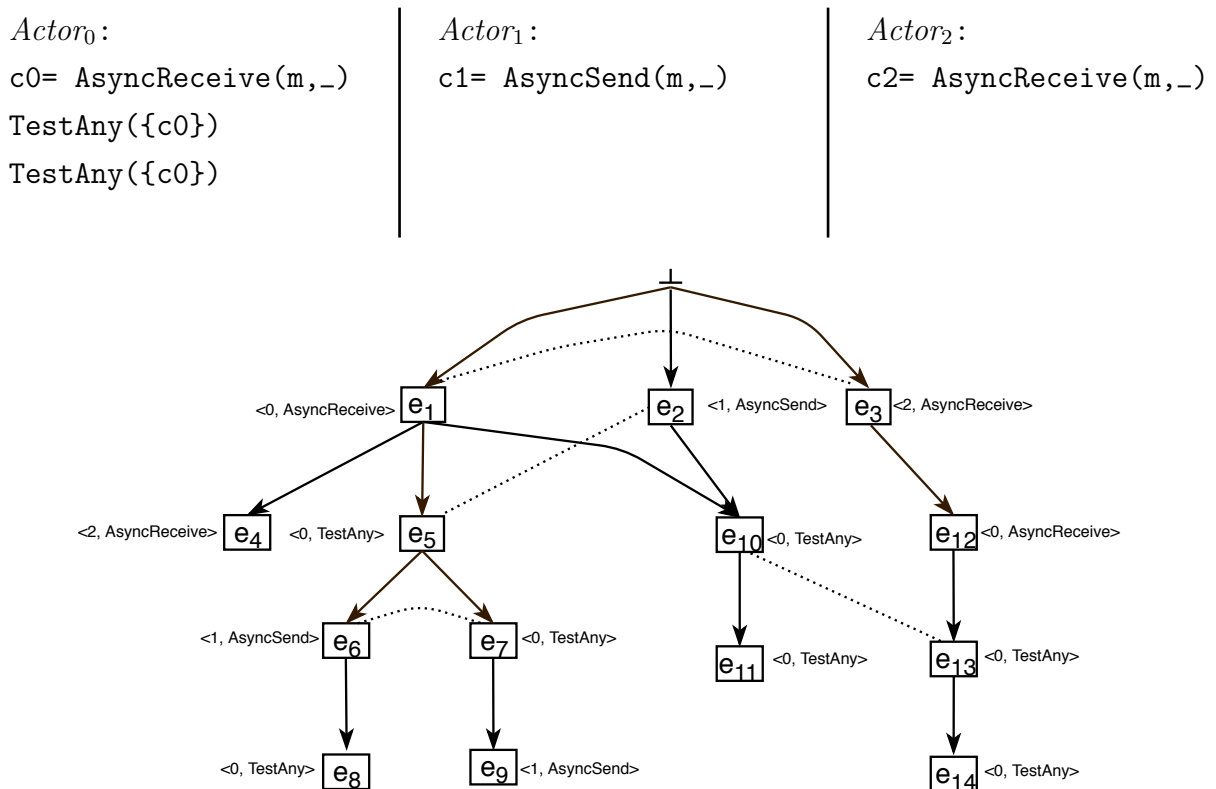 Actor0:
c0= AsyncReceive(m,_)
TestAny({c0})
TestAny({c0})
Actor1:
c1= AsyncSend(m,_)
Actor2:
c2= AsyncReceive(m,_)
<0, AsyncReceive> e1
e2 <1, AsyncSend>
e3 <2, AsyncReceive>
<2, AsyncReceive> e4
<0, TestAny> e5
e10 <0, TestAny>
e12 <0, AsyncReceive>
<1, AsyncSend> e6
e7 <0, TestAny>
e11 <0, TestAny>
e13 <0, TestAny>
<0, TestAny> e8
e9 <1, AsyncSend>
e14 <0, TestAny>